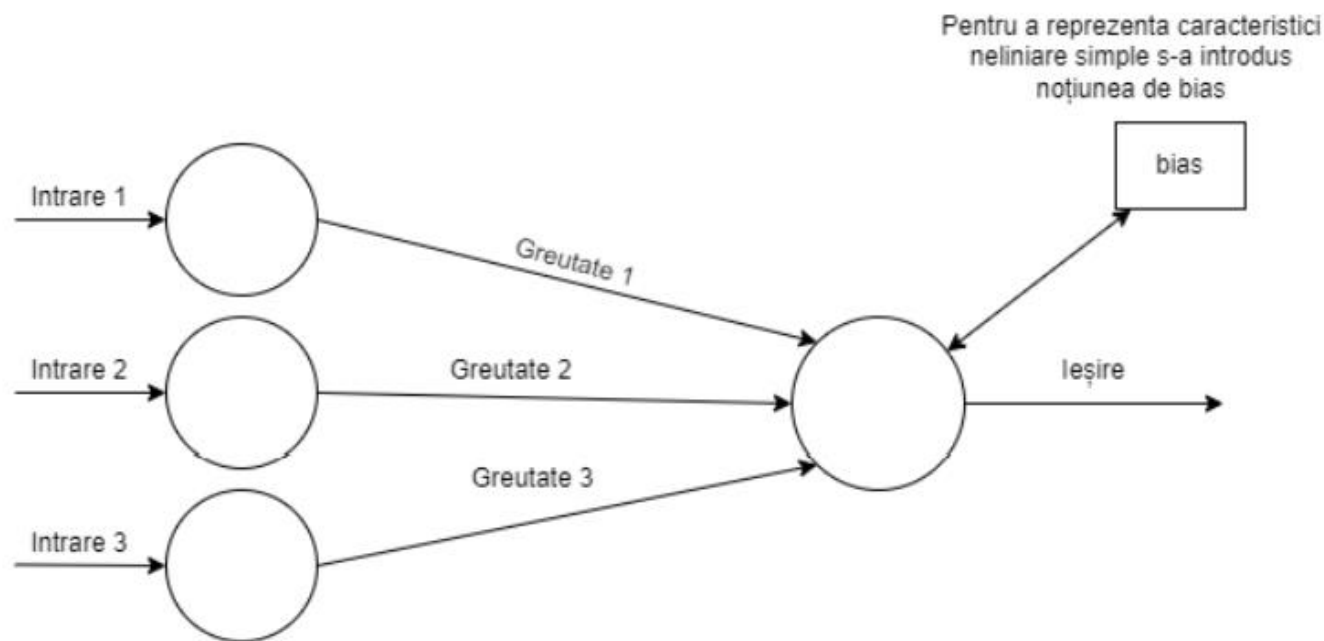 Pentru a reprezenta caracteristici
neliniare simple s-a introdus
noțiunea de bias
bias
Intrare 1
Greutate 1
Intrare 2
Greutate 2
Ieșire
Greutate 3
Intrare 3